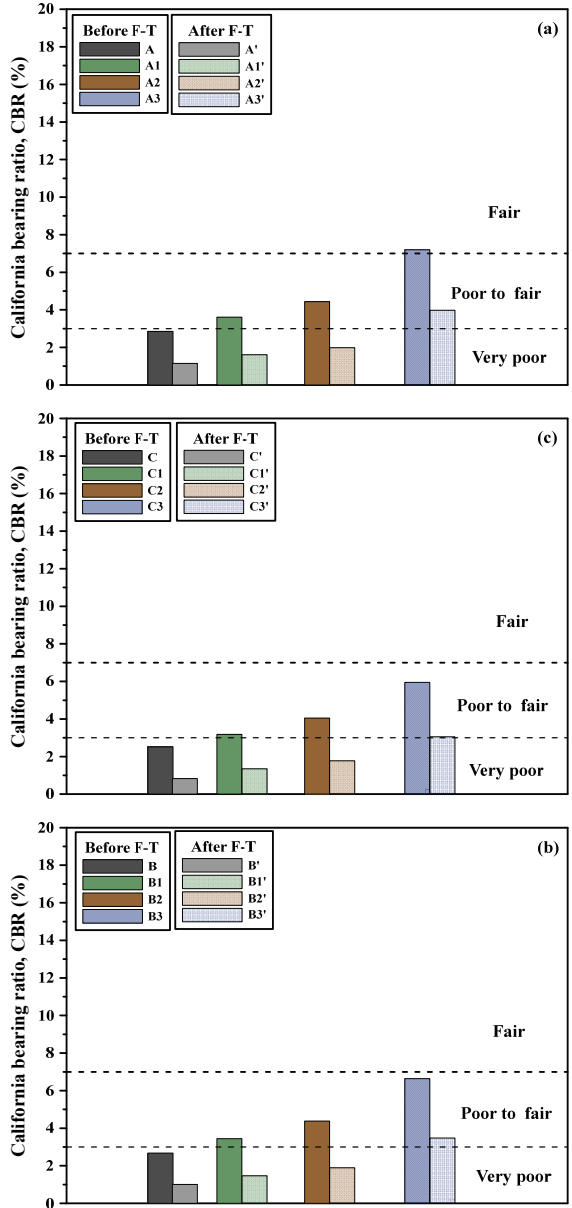 California bearing ratio, CBR (%)
20
18
16
14
12
10
8
6
4
2
0
Before F-T
A
A1
A2
A3
After F-T
A'
A1'
A2'
A3'
(a)
Fair
Poor to fair
Very poor
California bearing ratio, CBR (%)
20
18
16
14
12
10
8
6
4
2
0
Before F-T
C
C1
C2
C3
After F-T
C'
C1'
C2'
C3'
(c)
Fair
Poor to fair
Very poor
California bearing ratio, CBR (%)
20
18
16
14
12
10
8
6
4
2
0
Before F-T
B
B1
B2
B3
After F-T
B'
B1'
B2'
B3'
(b)
Fair
Poor to fair
Very poor